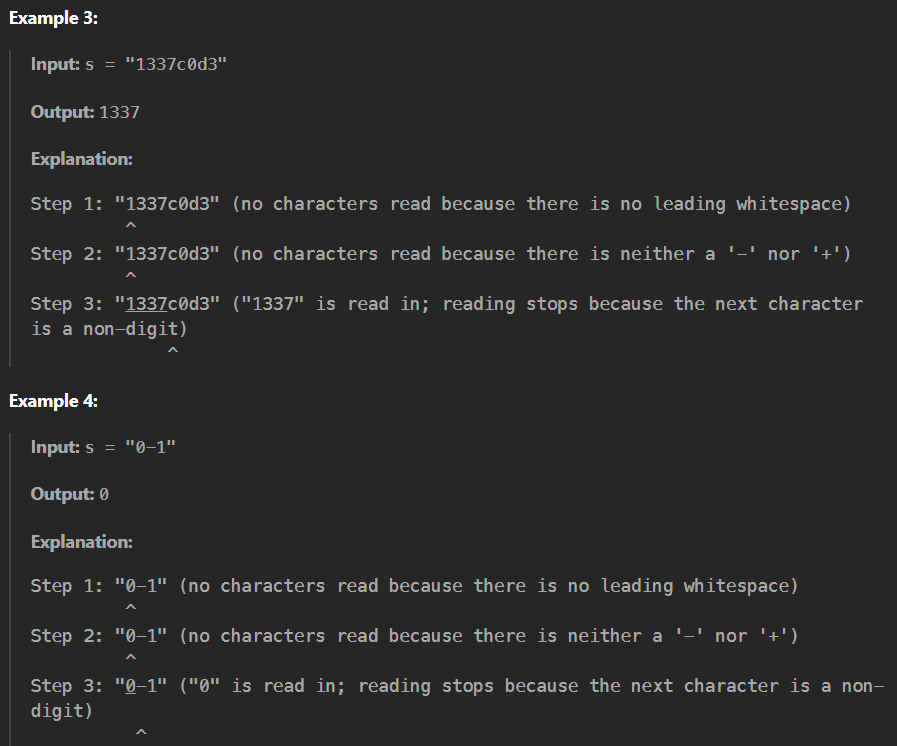 Example 3:
Input: s = "1337c0d3"
Output: 1337
Explanation:
Step 1: "1337c0d3" (no characters read because there is no leading whitespace)
^
Step 2: "1337c0d3" (no characters read because there is neither a '-' nor '+')
^
Step 3: "1337c0d3" ("1337" is read in; reading stops because the next character
is a non-digit)
^
Example 4:
Input: s = "0-1"
Output: 0
Explanation:
Step 1: "0-1" (no characters read because there is no leading whitespace)
^
Step 2: "0-1" (no characters read because there is neither a '-' nor '+')
^
Step 3: "0-1" ("0" is read in; reading stops because the next character is a non-
digit)
^